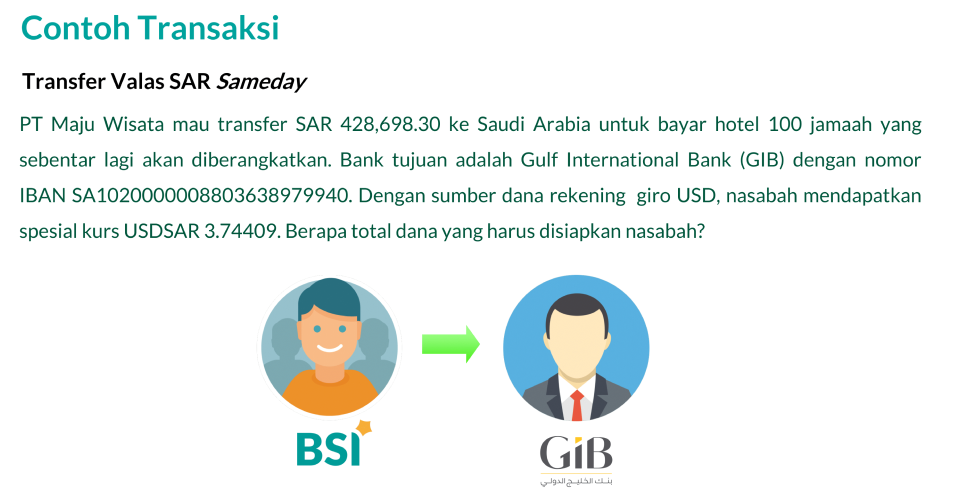 Contoh Transaksi
Transfer Valas SAR Sameday
PT Maju Wisata mau transfer SAR 428,698.30 ke Saudi Arabia untuk bayar hotel 100 jamaah yang
sebentar lagi akan diberangkatkan. Bank tujuan adalah Gulf International Bank (GIB) dengan nomor
IBAN SA1020000008803638979940. Dengan sumber dana rekening giro USD, nasabah mendapatkan
spesial kurs USDSAR 3.74409. Berapa total dana yang harus disiapkan nasabah?
BSI
GiB
بنك الخليج الدولي